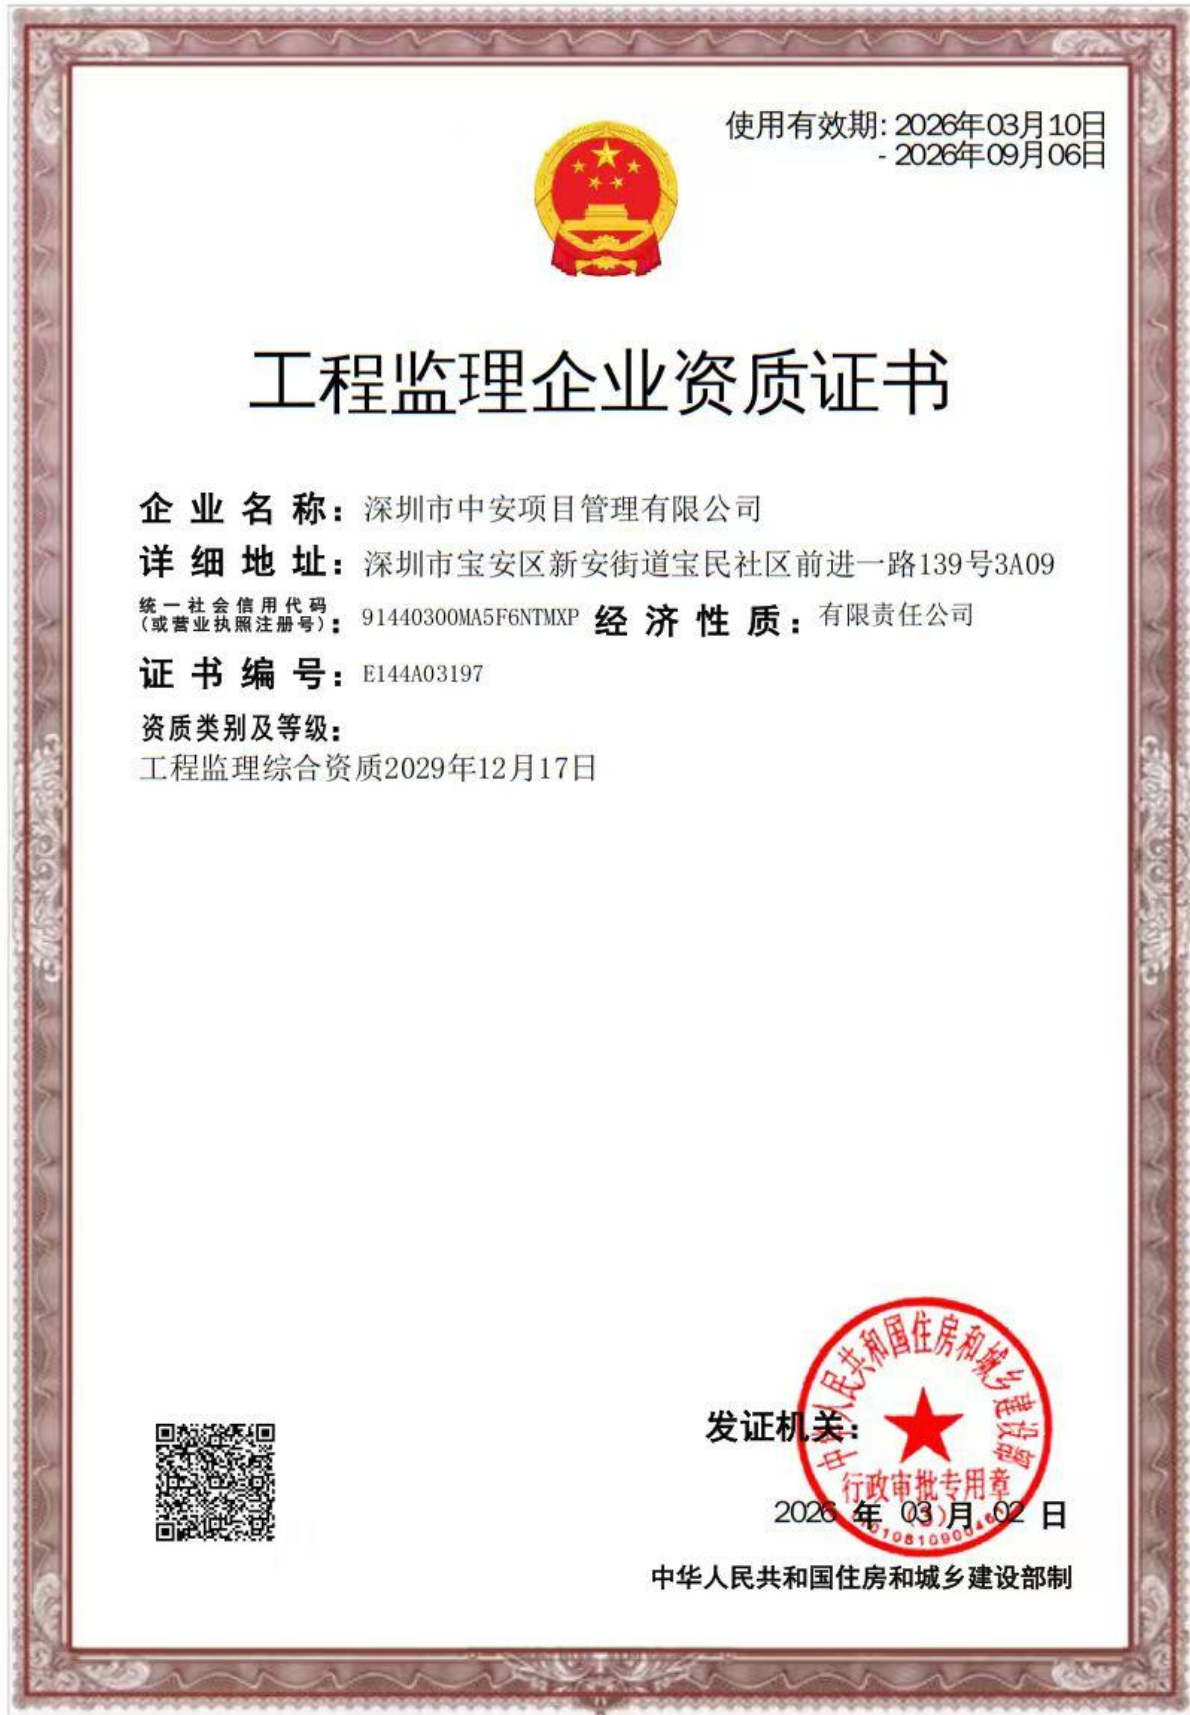 使用有效期: 2026年03月10日
- 2026年09月06日
工程监理企业资质证书
企业名称：深圳市中安项目管理有限公司
详细地址：深圳市宝安区新安街道宝民社区前进一路139号3A09
统一社会信用代码
(或营业执照注册号)：91440300MA5F6NTMXP 经济性质：有限责任公司
证书编号：E144A03197
资质类别及等级：
工程监理综合资质2029年12月17日
发证机关：
中华人民共和国住房和城乡建设部
行政审批专用章
(3)
2026 年 03 月 02 日
中华人民共和国住房和城乡建设部制